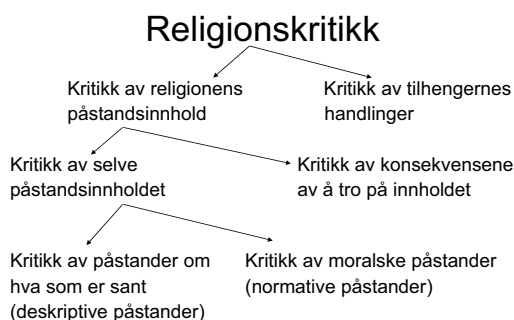 Religionskritikk
Kritikk av religionens
påstandsinnhold
Kritikk av tilhengernes
handlinger
Kritikk av selve
påstandsinnholdet
Kritikk av konsekvensene
av å tro på innholdet
Kritikk av påstander om
hva som er sant
(deskriptive påstander)
Kritikk av moralske påstander
(normative påstander)